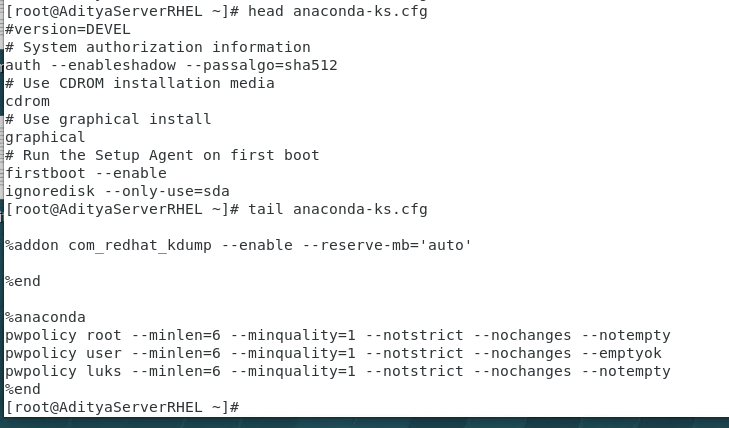 [root@AdityaServerRHEL ~]# head anaconda-ks.cfg
#version=DEVEL
# System authorization information
auth --enableshadow --passalgo=sha512
# Use CDROM installation media
cdrom
# Use graphical install
graphical
# Run the Setup Agent on first boot
firstboot --enable
ignoredisk --only-use=sda
[root@AdityaServerRHEL ~]# tail anaconda-ks.cfg

%addon com_redhat_kdump --enable --reserve-mb='auto'

%end

%anaconda
pwpolicy root --minlen=6 --minquality=1 --notstrict --nochanges --notempty
pwpolicy user --minlen=6 --minquality=1 --notstrict --nochanges --emptyok
pwpolicy luks --minlen=6 --minquality=1 --notstrict --nochanges --notempty
%end
[root@AdityaServerRHEL ~]#